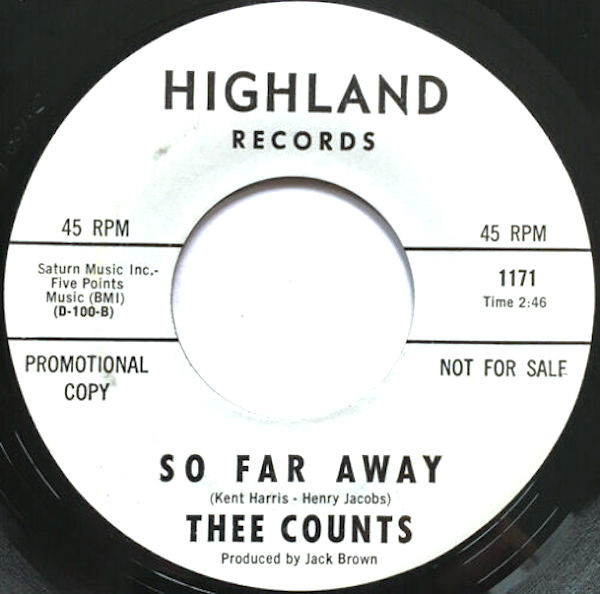 HIGHLAND
RECORDS
45 RPM
45 RPM
Saturn Music Inc.-
Five Points
Music (BMI)
(D-100-B)
1171
Time 2:46
PROMOTIONAL
COPY
NOT FOR SALE
SO FAR AWAY
(Kent Harris - Henry Jacobs)
THEE COUNTS
Produced by Jack Brown